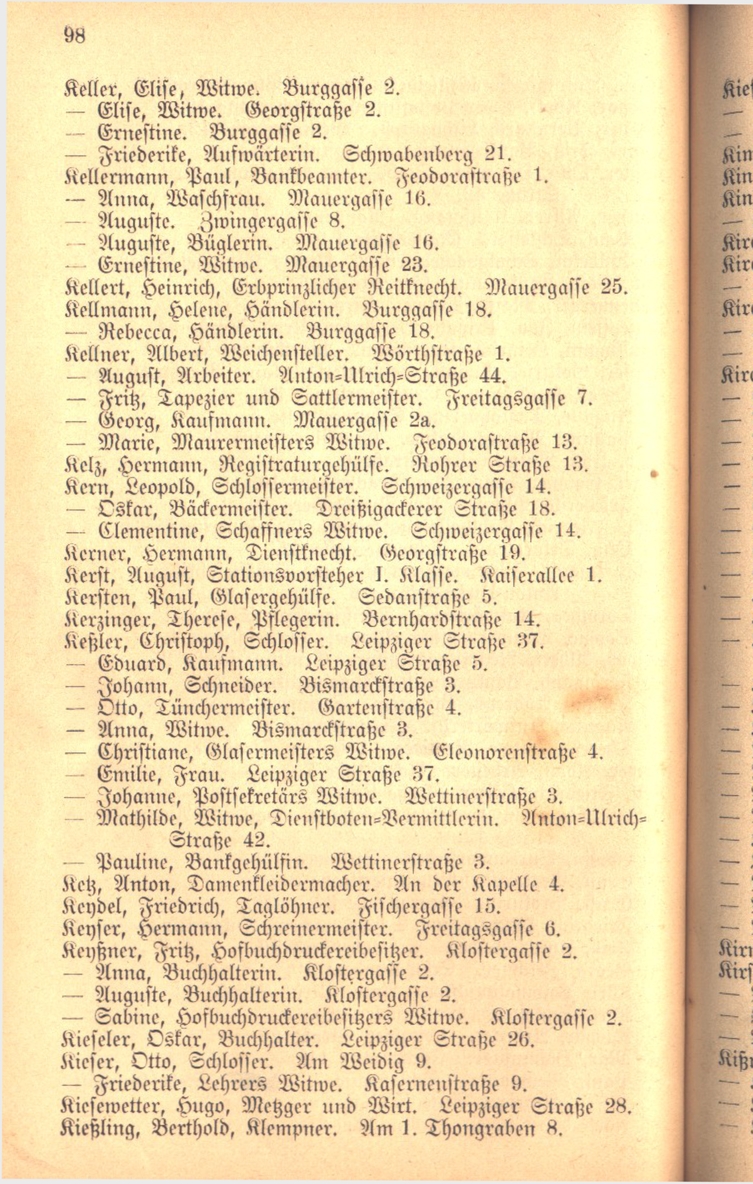 98
Keller, Elise, Witwe. Burggasse 2.
— Elise, Witwe. Georgstraße 2.
— Ernestine. Burggasse 2.
— Friederike, Aufwärterin. Schwabenberg 21.
Kellermann, Paul, Bankbeamter. Feodorastraße 1.
— Anna, Waschfrau. Mauergasse 16.
— Auguste. Zwingergasse 8.
— Auguste, Büglerin. Mauergasse 16.
— Ernestine, Witwe. Mauergasse 23.
Kellert, Heinrich, Erbprinzlicher Reitknecht. Mauergasse 25.
Kellmann, Helene, Händlerin. Burggasse 18.
— Rebecca, Händlerin. Burggasse 18.
Kellner, Albert, Weichensteller. Wörthstraße 1.
— August, Arbeiter. Anton-Ulrich-Straße 44.
— Fritz, Tapezier und Sattlermeister. Freitagsgasse 7.
— Georg, Kaufmann. Mauergasse 2a.
— Marie, Maurermeisters Witwe. Feodorastraße 13.
Kelz, Hermann, Registraturgehülfe. Rohrer Straße 13.
Kern, Leopold, Schlossermeister. Schweizergasse 14.
— Oskar, Bäckermeister. Dreißigackerer Straße 18.
— Clementine, Schaffners Witwe. Schweizergasse 14.
Kerner, Hermann, Dienstknecht. Georgstraße 19.
Kerst, August, Stationsvorsteher I. Klasse. Kaiserallee 1.
Kersten, Paul, Glasergehülfe. Sedanstraße 5.
Kerzinger, Therese, Pflegerin. Bernhardstraße 14.
Keßler, Christoph, Schlosser. Leipziger Straße 37.
— Eduard, Kaufmann. Leipziger Straße 5.
— Johann, Schneider. Bismarckstraße 3.
— Otto, Tünchermeister. Gartenstraße 4.
— Anna, Witwe. Bismarckstraße 3.
— Christiane, Glasermeisters Witwe. Eleonorenstraße 4.
— Emilie, Frau. Leipziger Straße 37.
— Johanne, Postsekretärs Witwe. Wettinerstraße 3.
— Mathilde, Witwe, Dienstboten-Vermittlerin. Anton-Ulrich-
Straße 42.
— Pauline, Bankgehülfin. Wettinerstraße 3.
Ketz, Anton, Damenkleidermacher. An der Kapelle 4.
Keydel, Friedrich, Taglöhner. Fischergasse 15.
Keyser, Hermann, Schreinermeister. Freitagsgasse 6.
Keyßner, Fritz, Hofbuchdruckereibesitzer. Klostergasse 2.
— Anna, Buchhalterin. Klostergasse 2.
— Auguste, Buchhalterin. Klostergasse 2.
— Sabine, Hofbuchdruckereibesitzers Witwe. Klostergasse 2.
Kieseler, Oskar, Buchhalter. Leipziger Straße 26.
Kieser, Otto, Schlosser. Am Weidig 9.
— Friederike, Lehrers Witwe. Kasernenstraße 9.
Kiesewetter, Hugo, Metzger und Wirt. Leipziger Straße 28.
Kießling, Berthold, Klempner. Am 1. Thongraben 8.